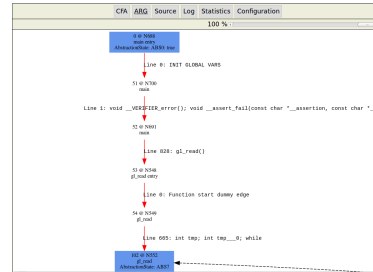 CFA ARG Source Log Statistics Configuration
100 %
0 @ N688
main entry
AbstractionState: ABS0: true
Line 0: INIT GLOBAL VARS
51 @ N700
main
Line 1: void __VERIFIER_error(); void __assert_fail(const char *__assertion, const char *_
52 @ N601
main
Line 828: gl_read()
53 @ N548
gl_read entry
Line 0: Function start dummy edge
54 @ N549
gl_read
Line 665: int tmp; int tmp___0; while
102 @ N552
gl_read
AbstractionState: ABS7